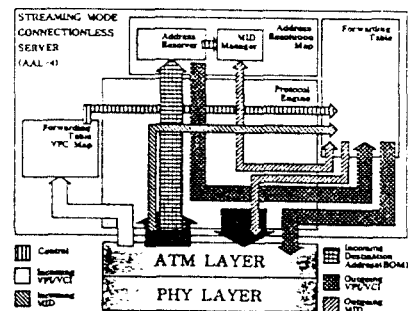 STREAMING MODE
CONNECTIONLESS
SERVER
(AAL-4)
Address
Resolver
MID
Manager
Address
Resolution
Map
Forwarding
Table
Protocol
Engine
Forwarding
Table
VPC Map
Control
Incoming
VPI/VCI
Incoming
MID
ATM LAYER
PHY LAYER
Incoming
Destination
Address(BOM)
Outgoing
VPI/VCI
Outgoing
MID